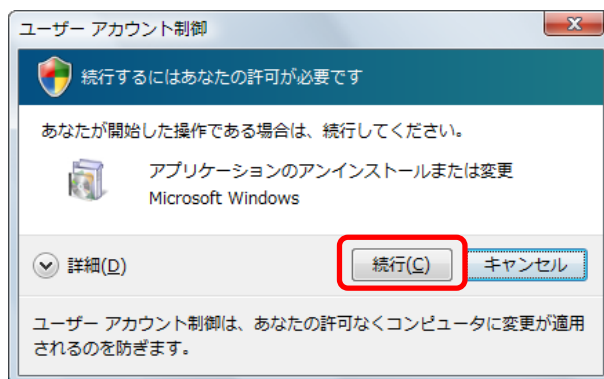 ユーザー アカウント制御
続行するにはあなたの許可が必要です
あなたが開始した操作である場合は、続行してください。
アプリケーションのアンインストールまたは変更
Microsoft Windows
詳細(D)
続行(C)
キャンセル
ユーザー アカウント制御は、あなたの許可なくコンピュータに変更が適用
されるのを防ぎます。